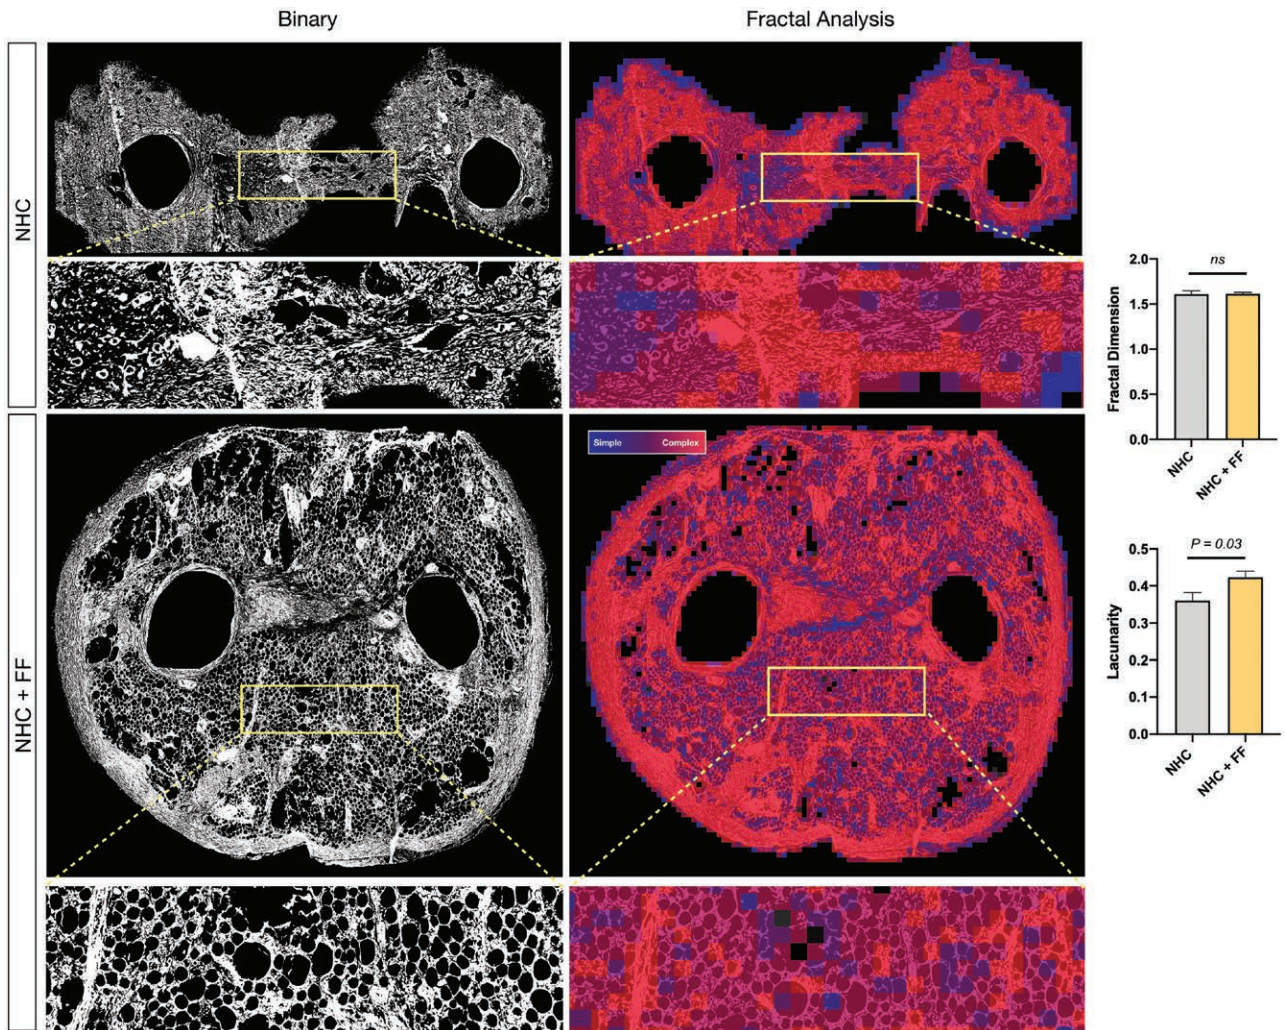 Binary
Fractal Analysis
NHC
NHC + FF
Simple
Complex
2.0
1.5
1.0
0.5
0.0
Fractal Dimension
ns
NHC
NHC + FF
0.5
0.4
0.3
0.2
0.1
0.0
Lacunarity
P = 0.03
NHC
NHC + FF